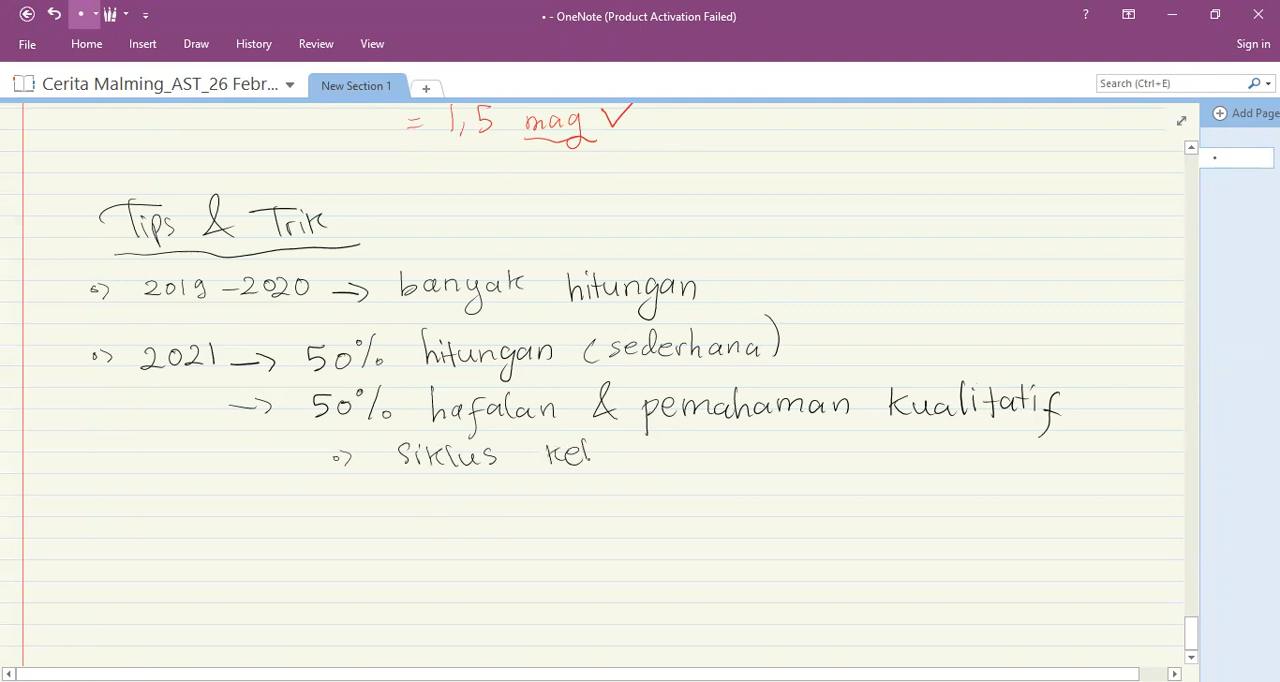 • - OneNote (Product Activation Failed)
?
File Home Insert Draw History Review View Sign in
Cerita Malming_AST_26 Febr... New Section 1 +
Search (Ctrl+E)
Add Page
= 1,5 mag ✓
Tips & Trik
2019 - 2020 → banyak hitungan
2021 → 50% hitungan (sederhana)
→ 50% hafalan & pemahaman kualitatif
siklus kel